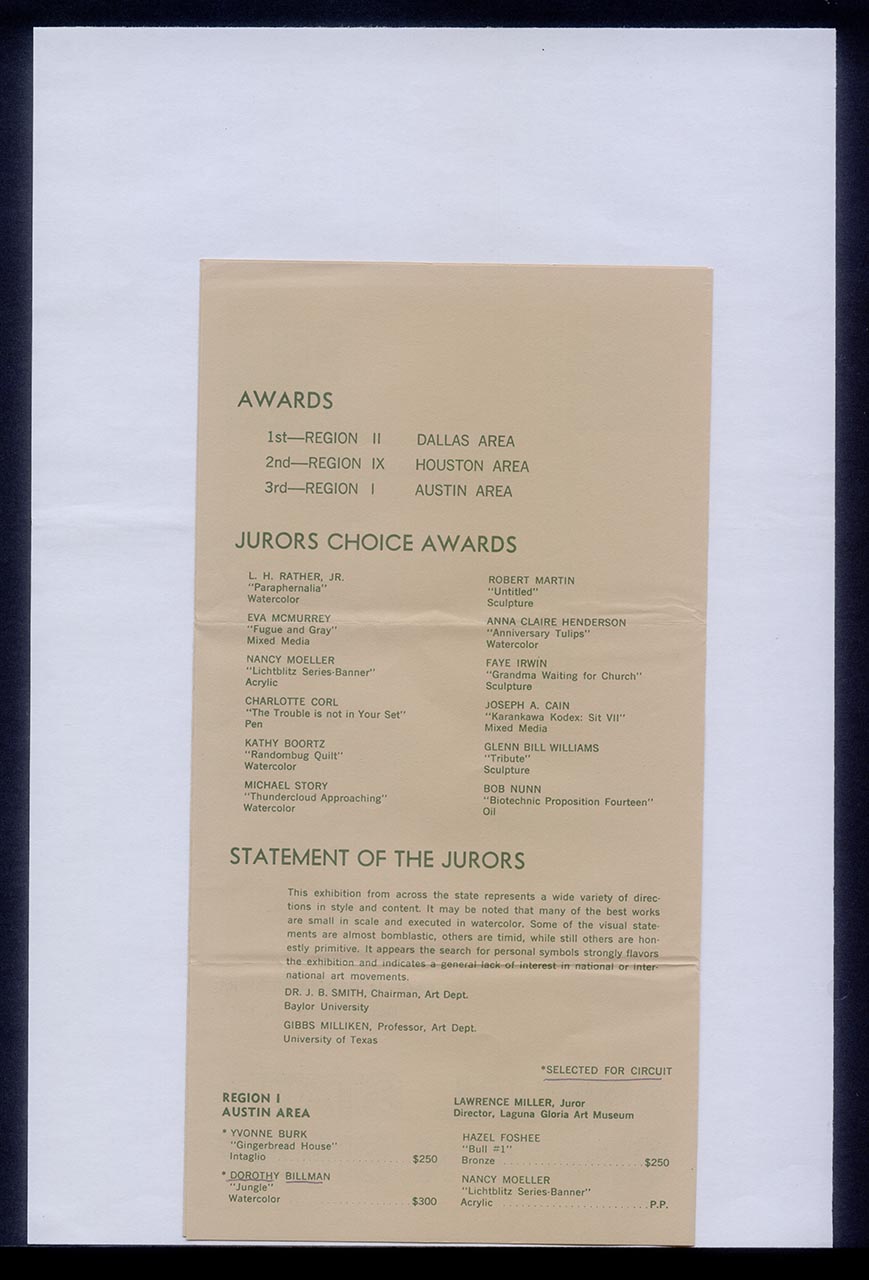 AWARDS
1st—REGION II DALLAS AREA
2nd—REGION IX HOUSTON AREA
3rd—REGION I AUSTIN AREA
JURORS CHOICE AWARDS
L. H. RATHER, JR.
"Paraphernalia"
Watercolor
EVA MCMURREY
"Fugue and Gray"
Mixed Media
NANCY MOELLER
"Lichtblitz Series-Banner"
Acrylic
CHARLOTTE CORL
"The Trouble is not in Your Set"
Pen
KATHY BOORTZ
"Randombug Quilt"
Watercolor
MICHAEL STORY
"Thundercloud Approaching"
Watercolor
ROBERT MARTIN
"Untitled"
Sculpture
ANNA CLAIRE HENDERSON
"Anniversary Tulips"
Watercolor
FAYE IRWIN
"Grandma Waiting for Church"
Sculpture
JOSEPH A. CAIN
"Karankawa Kodex: Sit VII"
Mixed Media
GLENN BILL WILLIAMS
"Tribute"
Sculpture
BOB NUNN
"Biotechnic Proposition Fourteen"
Oil
STATEMENT OF THE JURORS
This exhibition from across the state represents a wide variety of direc-
tions in style and content. It may be noted that many of the best works
are small in scale and executed in watercolor. Some of the visual state-
ments are almost bomblastic, others are timid, while still others are hon-
estly primitive. It appears the search for personal symbols strongly flavors
the exhibition and indicates a general lack of interest in national or inter-
national art movements.
DR. J. B. SMITH, Chairman, Art Dept.
Baylor University
GIBBS MILLIKEN, Professor, Art Dept.
University of Texas
*SELECTED FOR CIRCUIT
REGION I
AUSTIN AREA
* YVONNE BURK
"Gingerbread House"
Intaglio . . . . . . . . . . . . . . . . . . . . . . . . $250
* DOROTHY BILLMAN
"Jungle"
Watercolor . . . . . . . . . . . . . . . . . . . . . $300
LAWRENCE MILLER, Juror
Director, Laguna Gloria Art Museum
HAZEL FOSHEE
"Bull #1"
Bronze . . . . . . . . . . . . . . . . . . . . . . . $250
NANCY MOELLER
"Lichtblitz Series-Banner"
Acrylic . . . . . . . . . . . . . . . . . . . . . . . P.P.